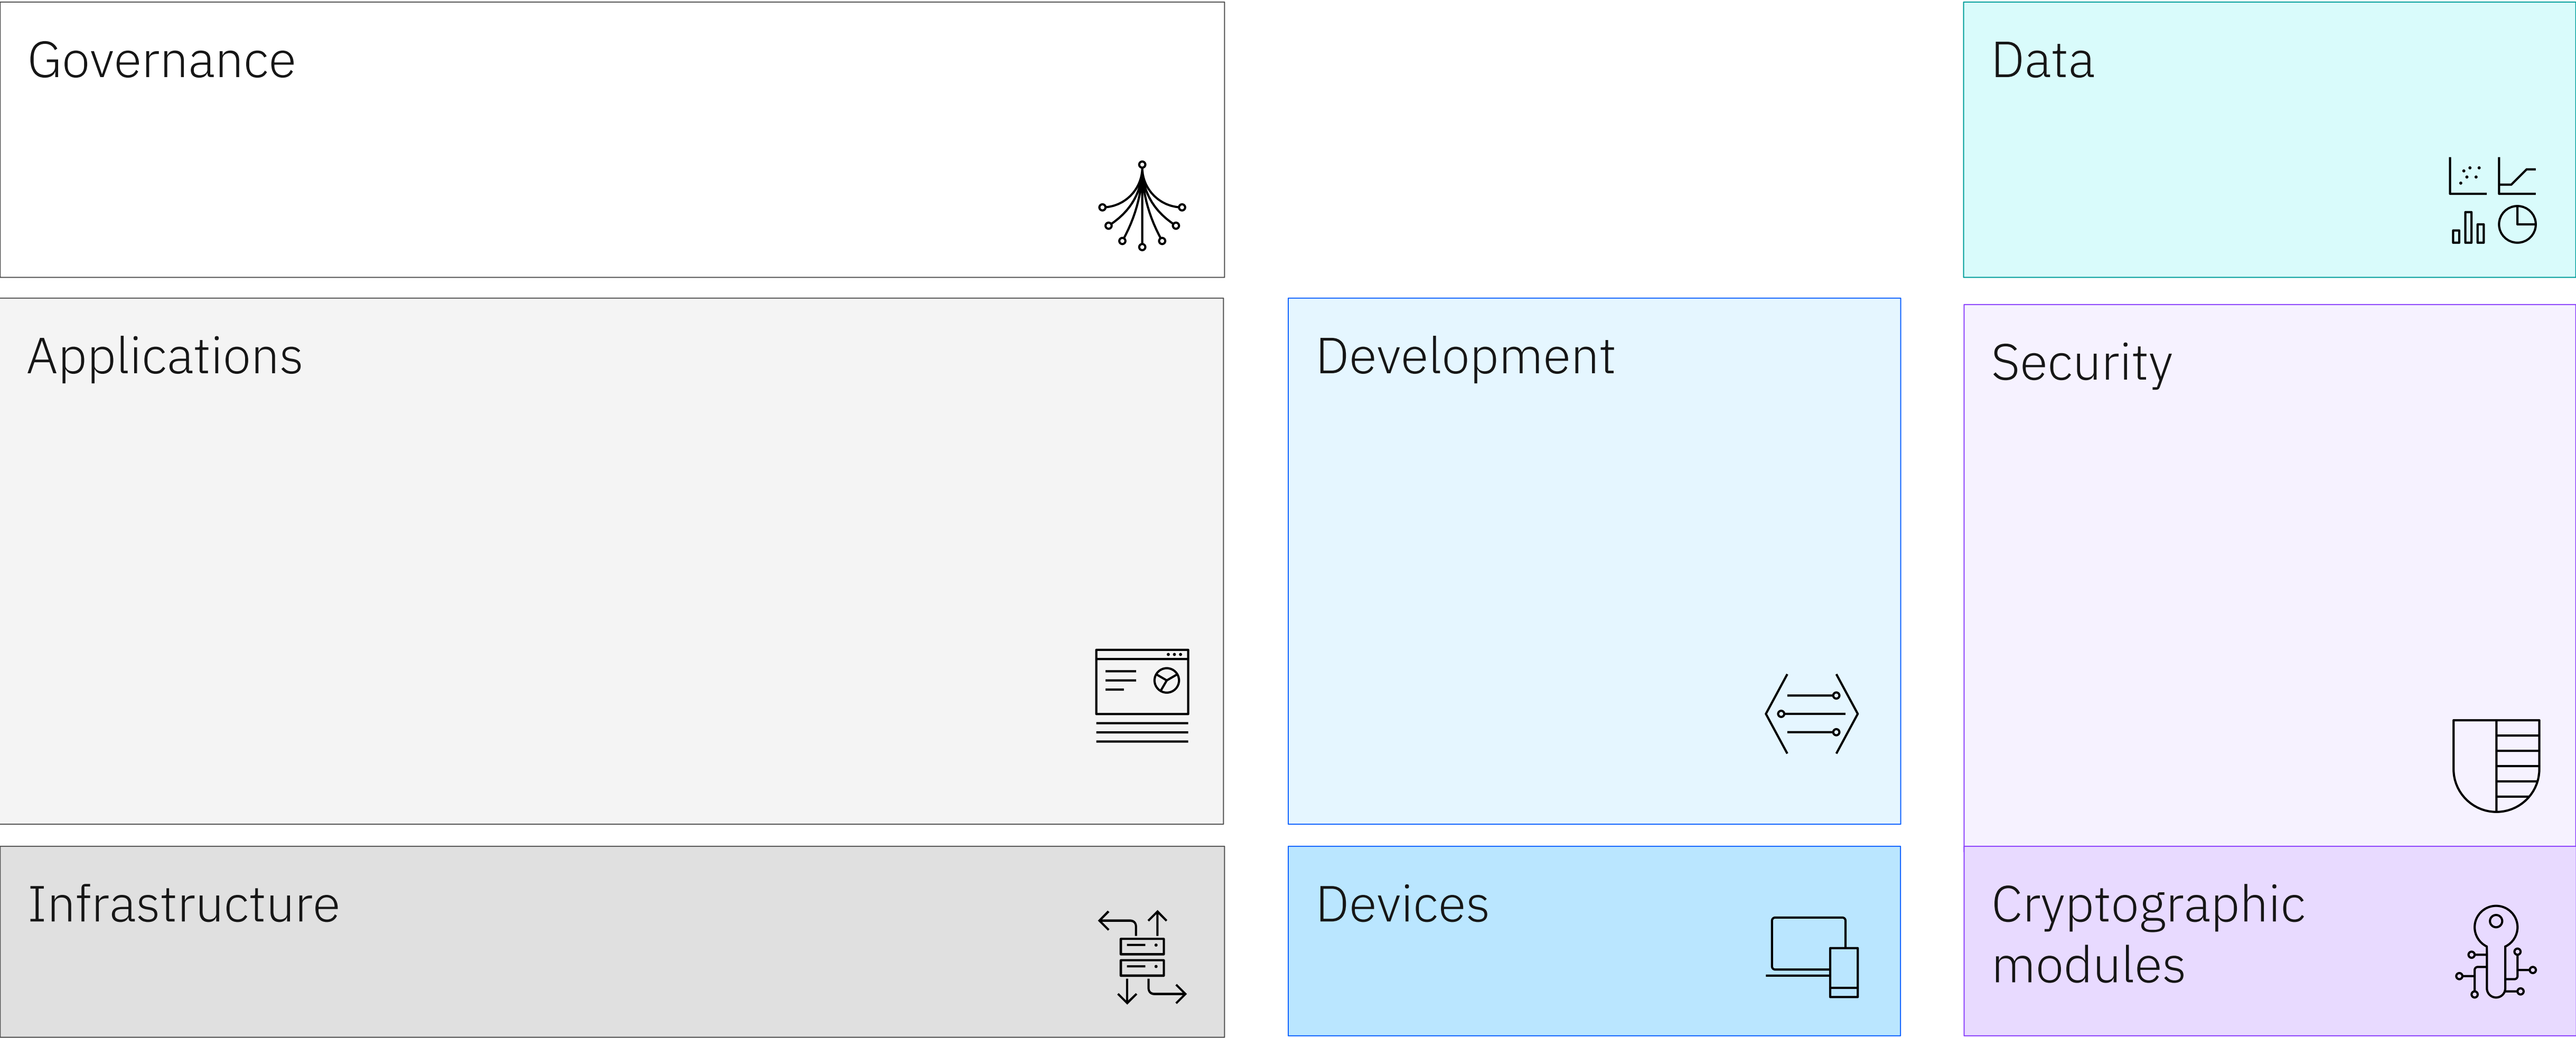 Governance
Data
Applications
Development
Security
Infrastructure
Devices
Cryptographic
modules